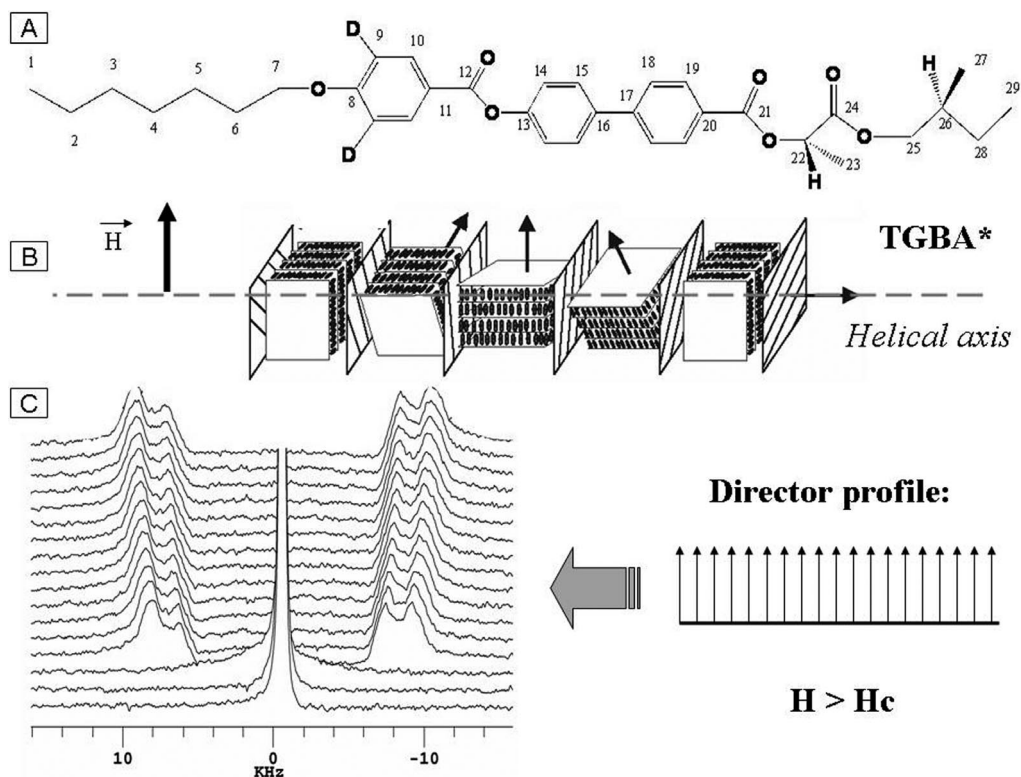 A
D
9
10
O
H
27
1
3
5
7
12
14
15
18
19
O
O
24
29
O
8
11
O
13
16
17
20
21
O
22
23
O
25
26
28
2
4
6
D
H
H
B
TGBA*
Helical axis
C
Director profile:
H > Hc
10 0 -10
KHz